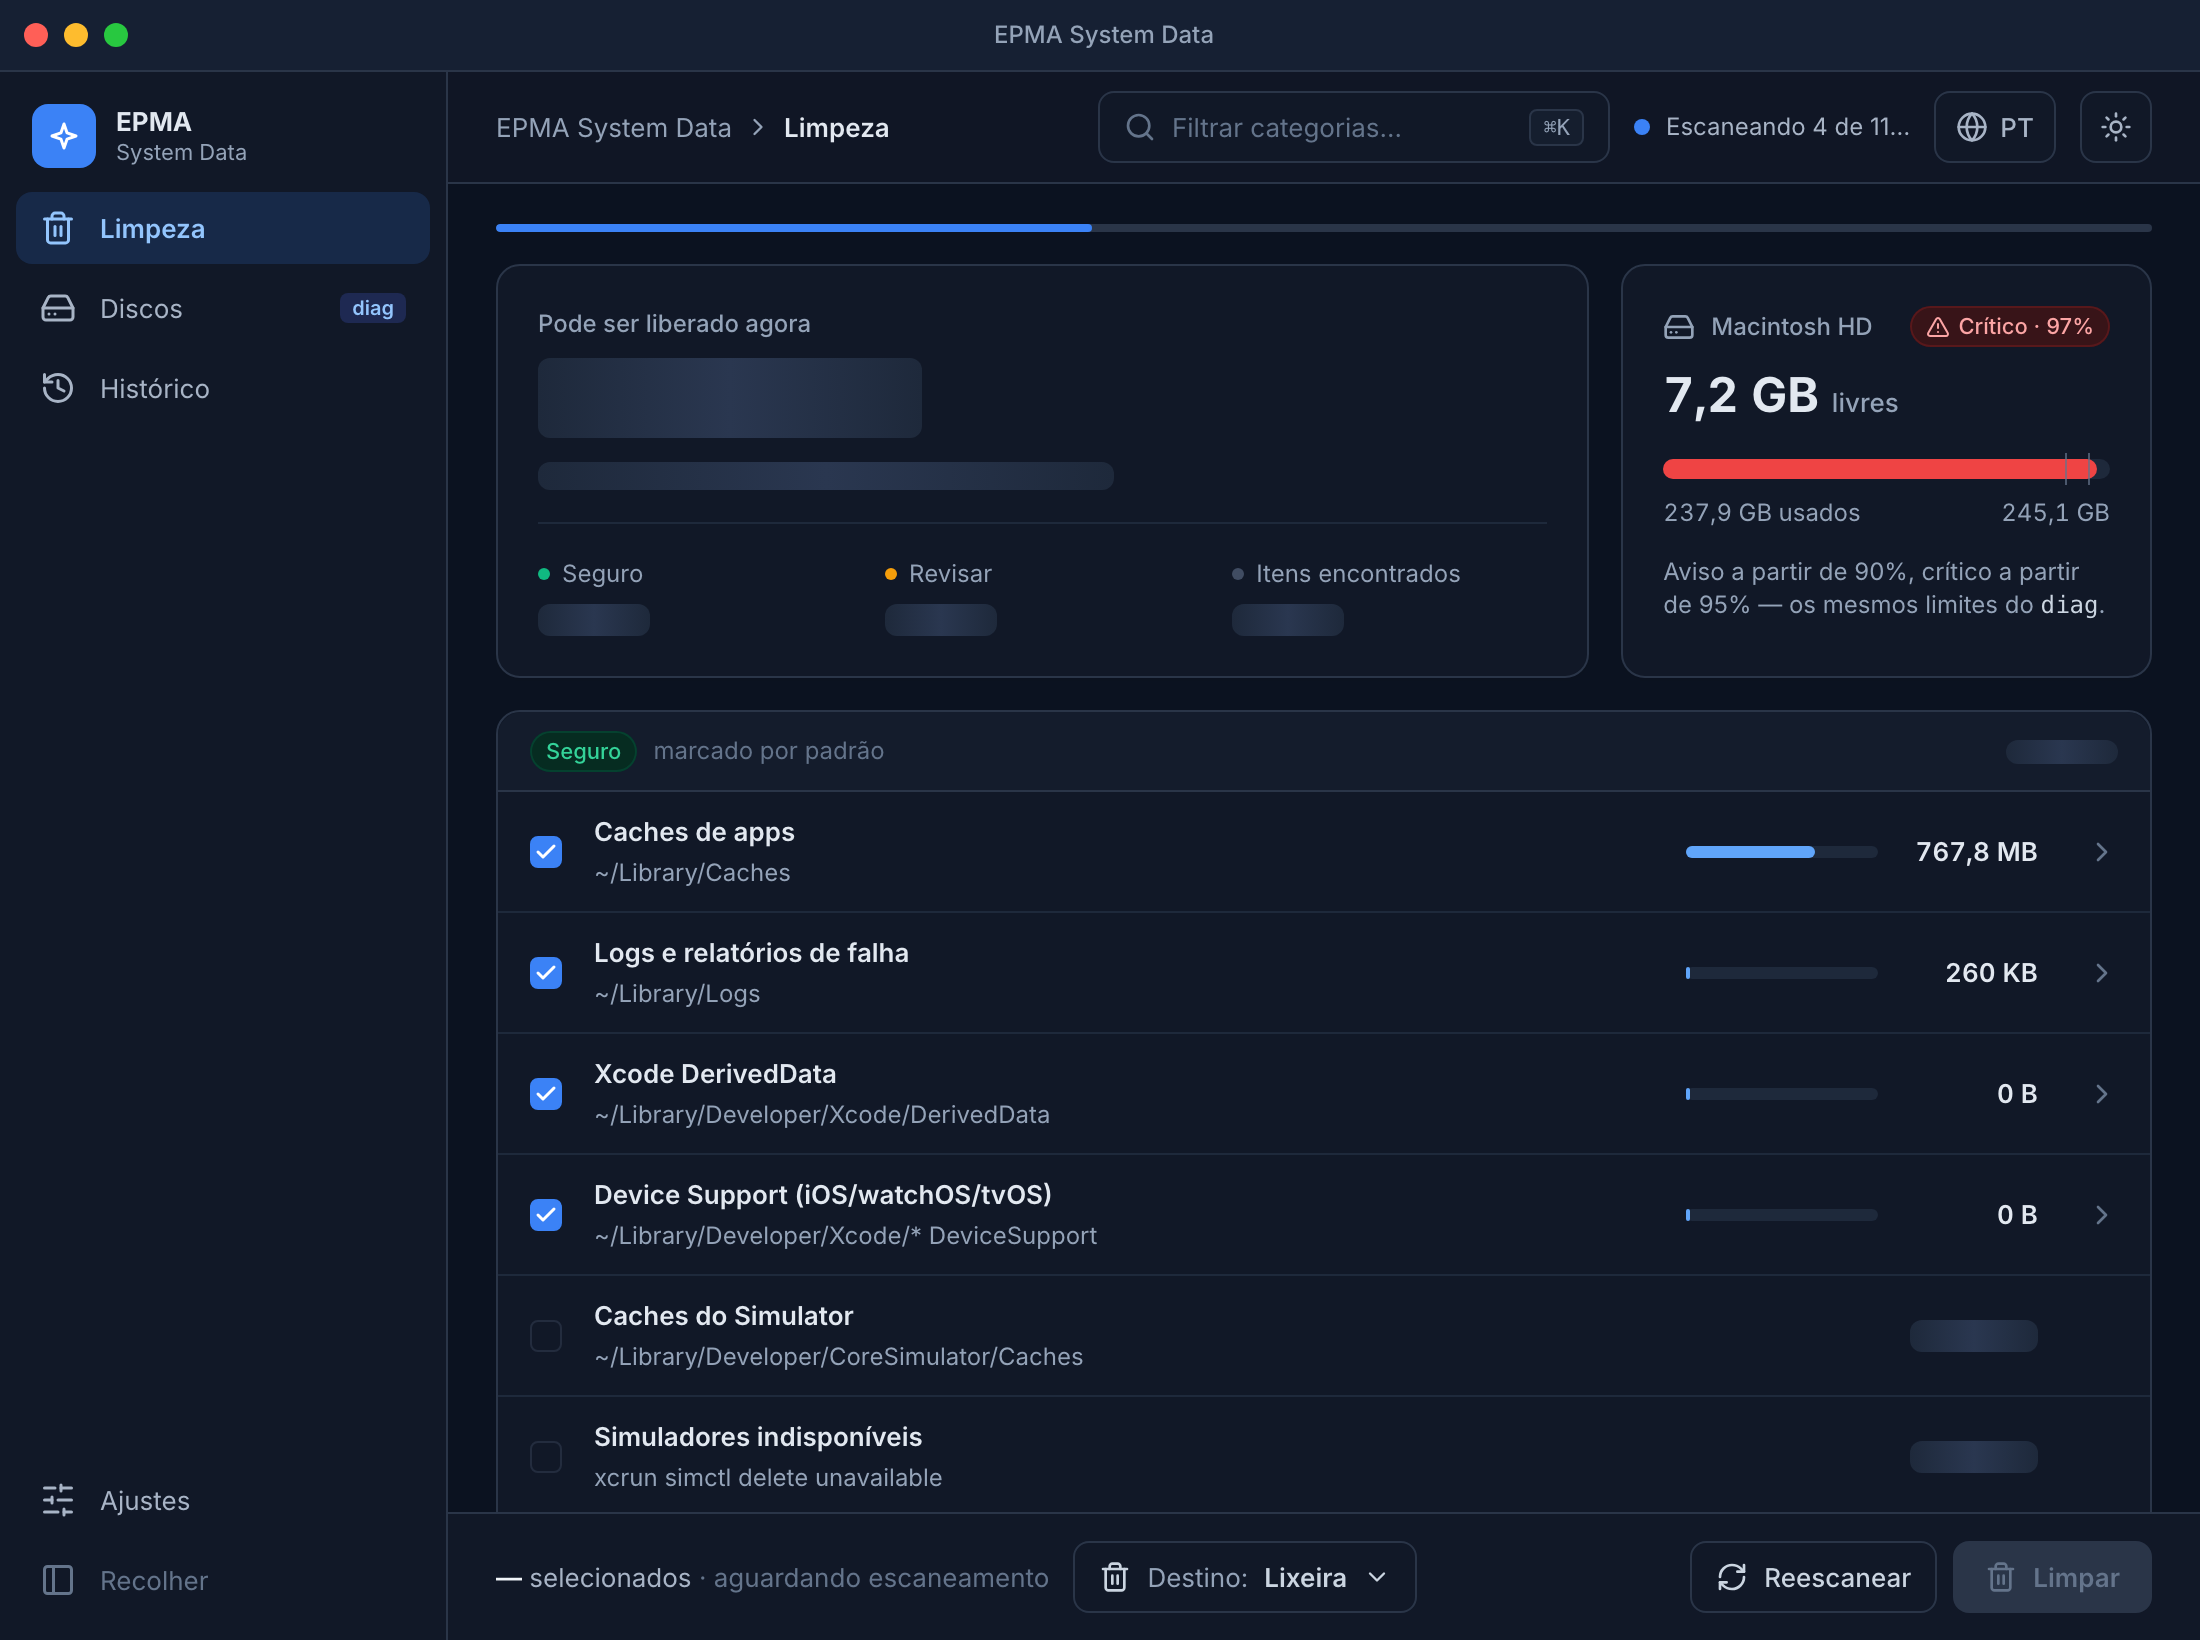 EPMA System Data
EPMA
System Data
Limpeza
Discos
diag
Histórico
Ajustes
Recolher
EPMA System Data > Limpeza
Filtrar categorias...
⌘K
Escaneando 4 de 11...
PT
Pode ser liberado agora
Seguro
Revisar
Itens encontrados
Macintosh HD
Crítico · 97%
7,2 GB livres
237,9 GB usados
245,1 GB
Aviso a partir de 90%, crítico a partir
de 95% — os mesmos limites do diag.
Seguro
marcado por padrão
Caches de apps
~/Library/Caches
767,8 MB
Logs e relatórios de falha
~/Library/Logs
260 KB
Xcode DerivedData
~/Library/Developer/Xcode/DerivedData
0 B
Device Support (iOS/watchOS/tvOS)
~/Library/Developer/Xcode/* DeviceSupport
0 B
Caches do Simulator
~/Library/Developer/CoreSimulator/Caches
Simuladores indisponíveis
xcrun simctl delete unavailable
— selecionados · aguardando escaneamento
Destino: Lixeira
Reescanear
Limpar